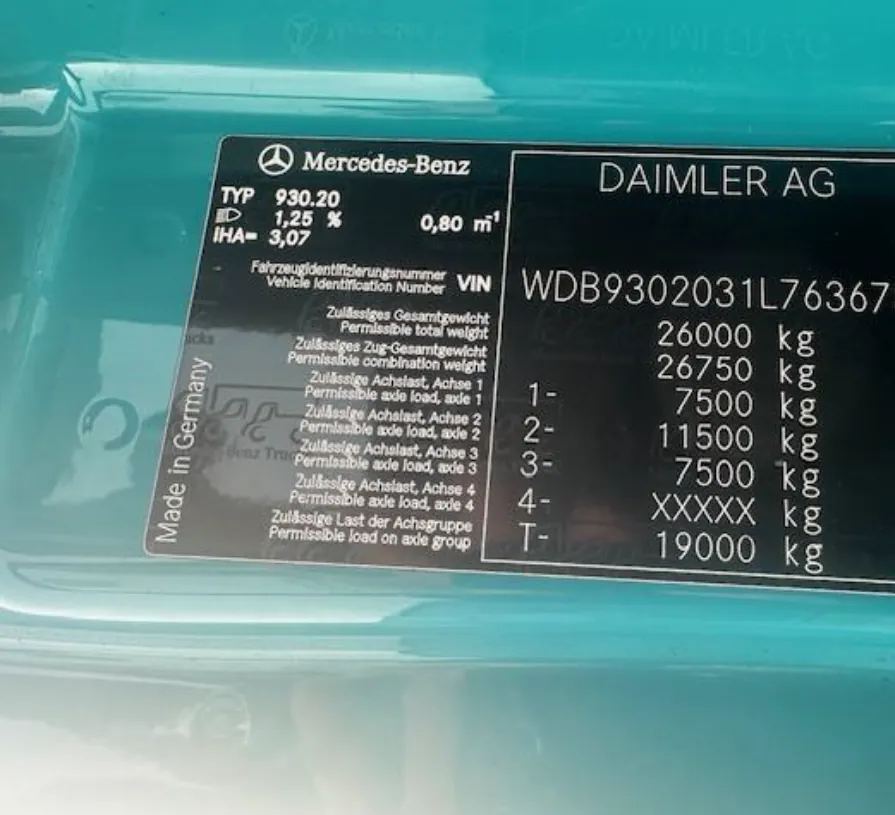 Mercedes-Benz
TYP 930.20
1,25 % 0,80 m⁻¹
IHA= 3,07
DAIMLER AG
Fahrzeugidentifizierungsnummer
Vehicle Identification Number VIN WDB9302031L76367
Zulässiges Gesamtgewicht
Permissible total weight 26000 kg
Zulässiges Zug-Gesamtgewicht
Permissible combination weight 26750 kg
Zulässige Achslast, Achse 1
Permissible axle load, axle 1 1- 7500 kg
Zulässige Achslast, Achse 2
Permissible axle load, axle 2 2- 11500 kg
Zulässige Achslast, Achse 3
Permissible axle load, axle 3 3- 7500 kg
Zulässige Achslast, Achse 4
Permissible axle load, axle 4 4- XXXXX kg
Zulässige Last der Achsgruppe
Permissible load on axle group T- 19000 kg
Made in Germany